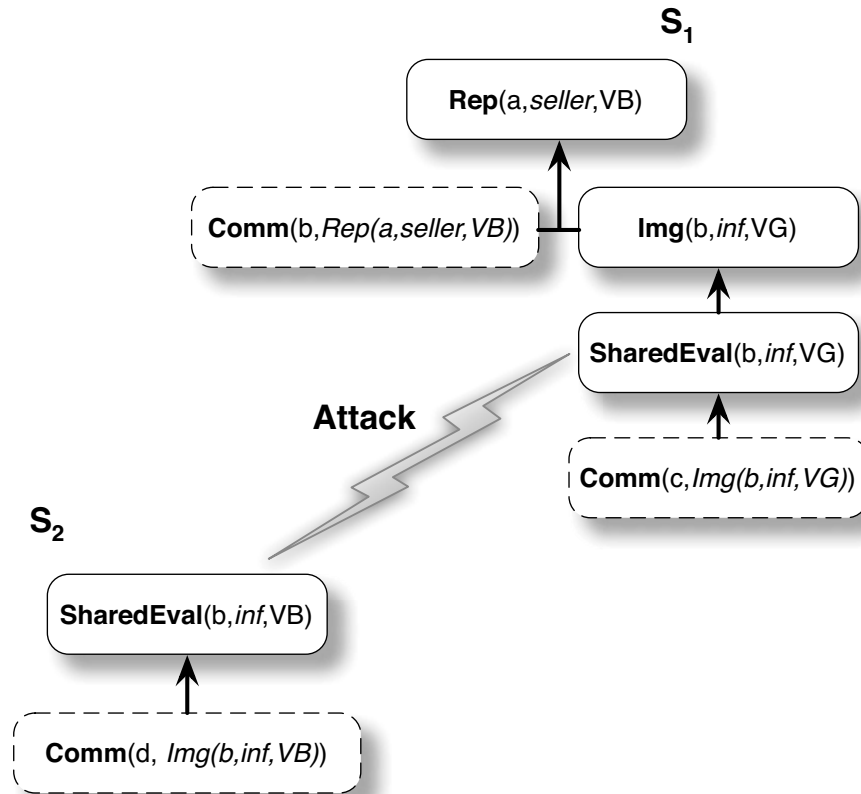 S₁
Rep(a,seller,VB)
Comm(b,Rep(a,seller,VB))
Img(b,inf,VG)
SharedEval(b,inf,VG)
Attack
Comm(c,Img(b,inf,VG))
S₂
SharedEval(b,inf,VB)
Comm(d, Img(b,inf,VB))